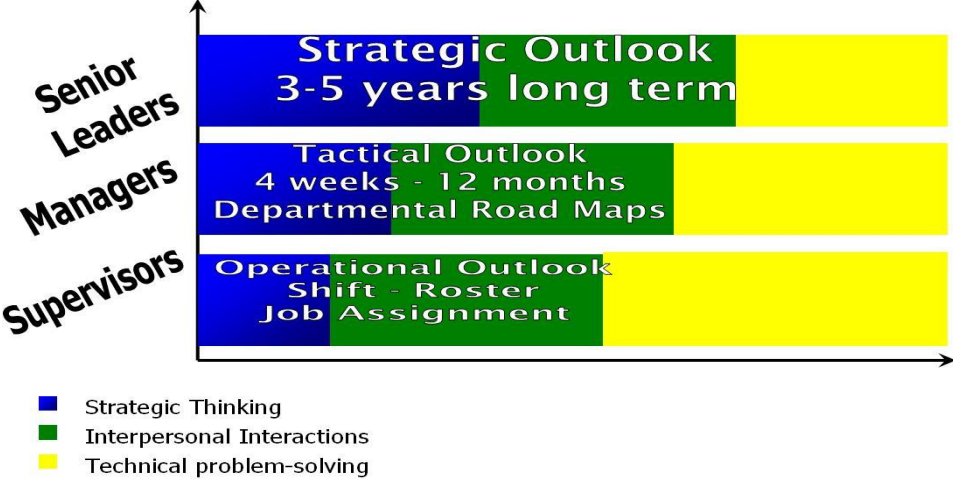 Senior
Leaders
Strategic Outlook
3-5 years long term
Managers
Tactical Outlook
4 weeks - 12 months
Departmental Road Maps
Supervisors
Operational Outlook
Shift - Roster
Job Assignment
Strategic Thinking
Interpersonal Interactions
Technical problem-solving